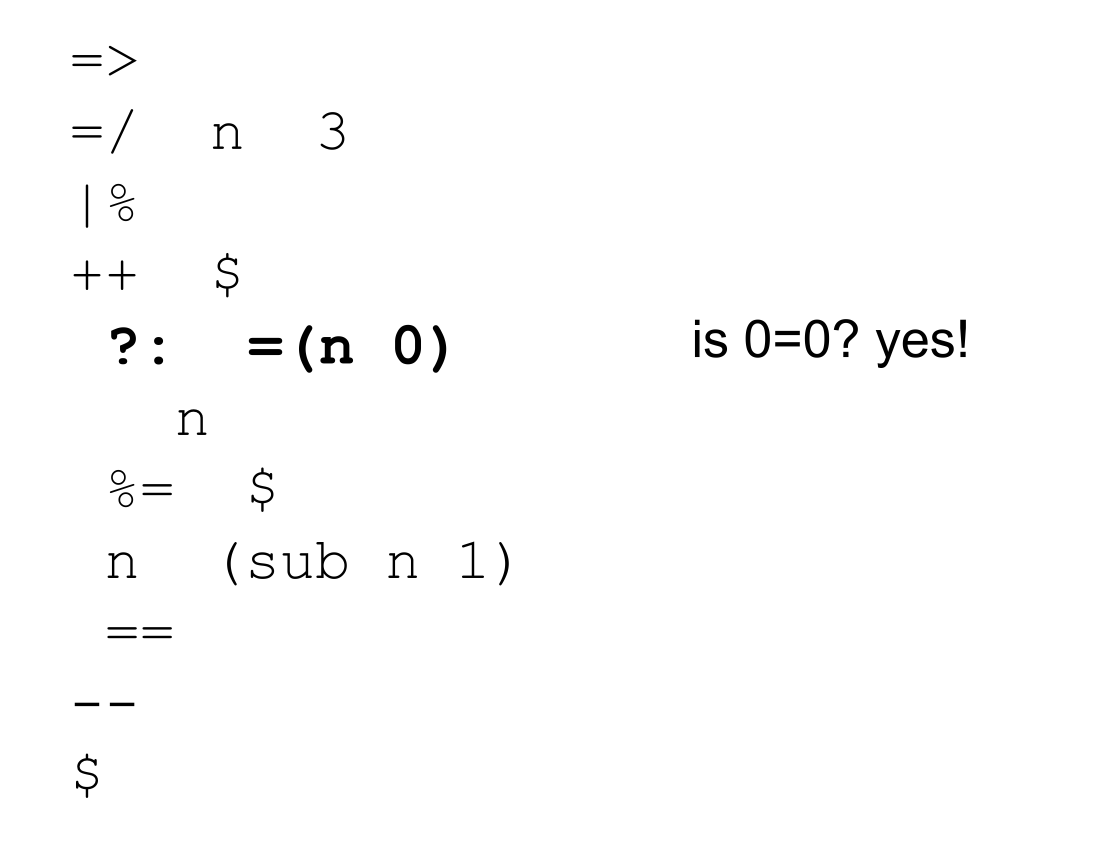 =>
=/  n  3
|%
++  $
?:  =(n 0)
is 0=0? yes!
n
%=  $
n  (sub n 1)
==
--
$